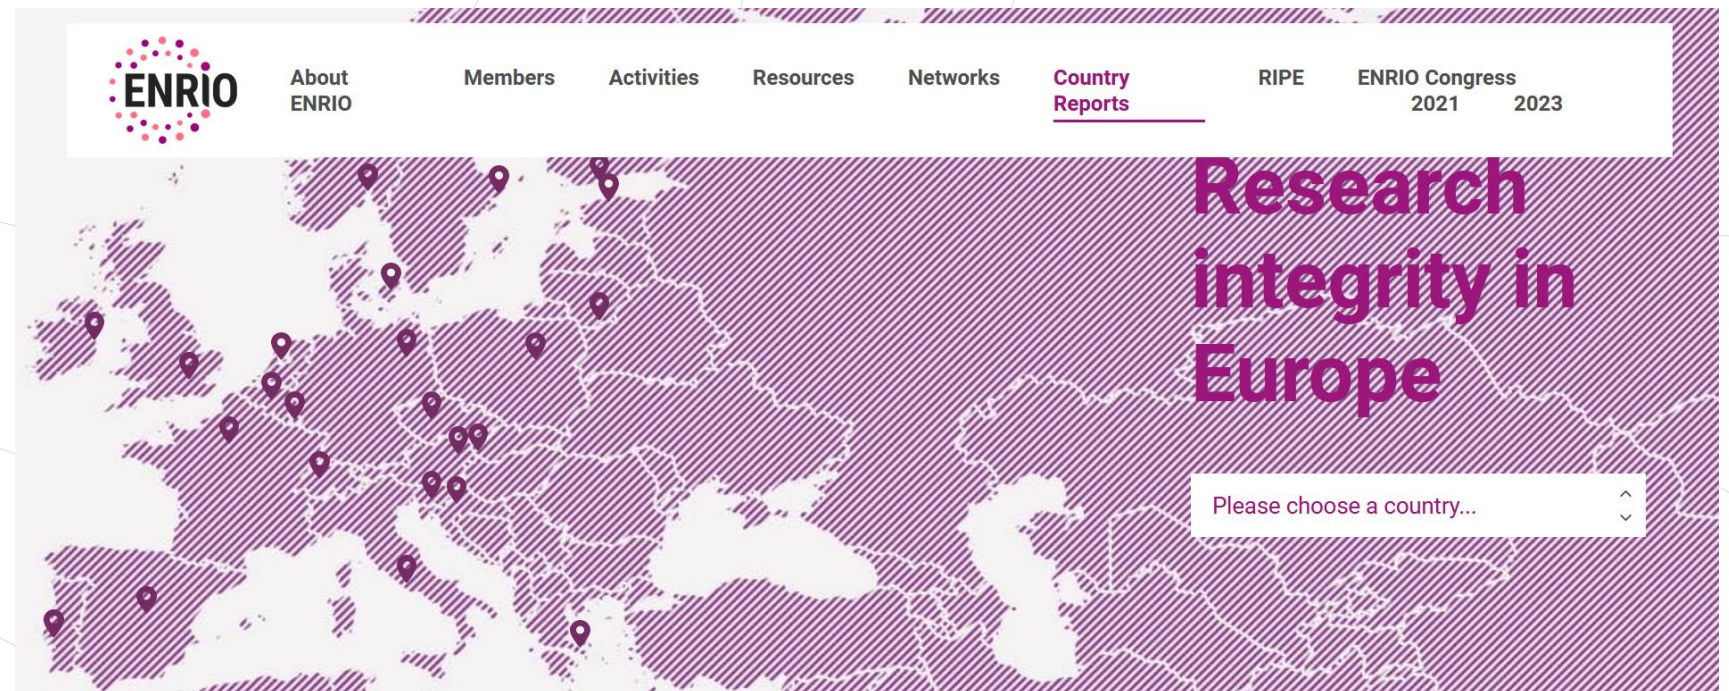 ENRIO
About ENRIO
Members
Activities
Resources
Networks
Country Reports
RIPE
ENRIO Congress
2021 2023
Research
integrity in
Europe
Please choose a country...